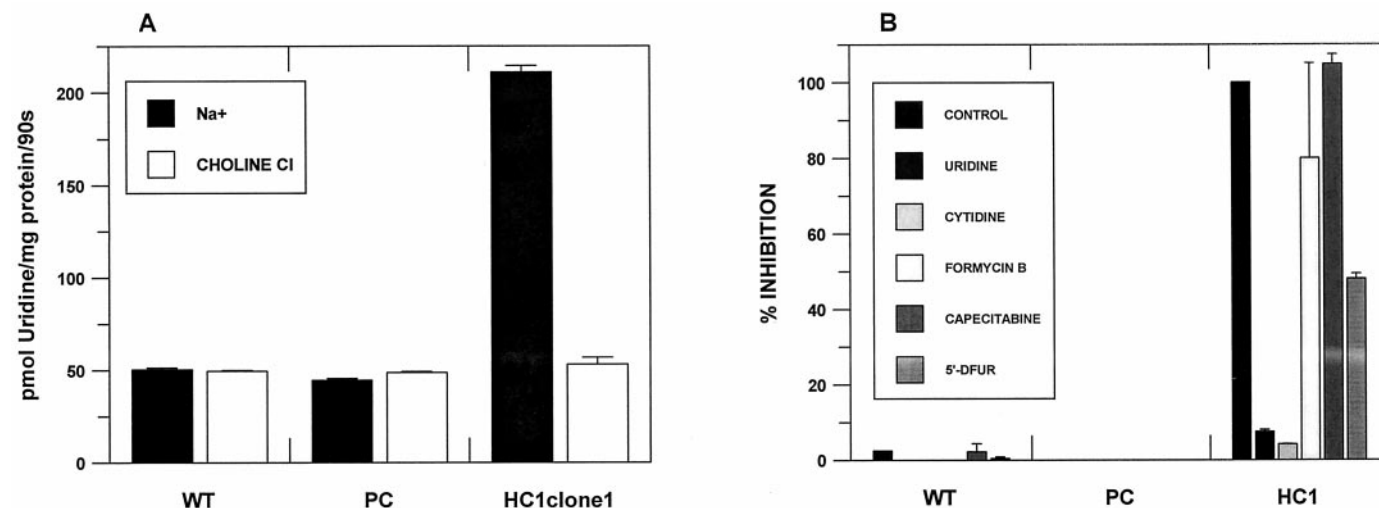 A
pmol Uridine/mg protein/90s
200
150
100
50
0
Na+
CHOLINE Cl
WT PC HC1clone1
B
% INHIBITION
100
80
60
40
20
0
CONTROL
URIDINE
CYTIDINE
FORMYCIN B
CAPECITABINE
5'-DFUR
WT PC HC1